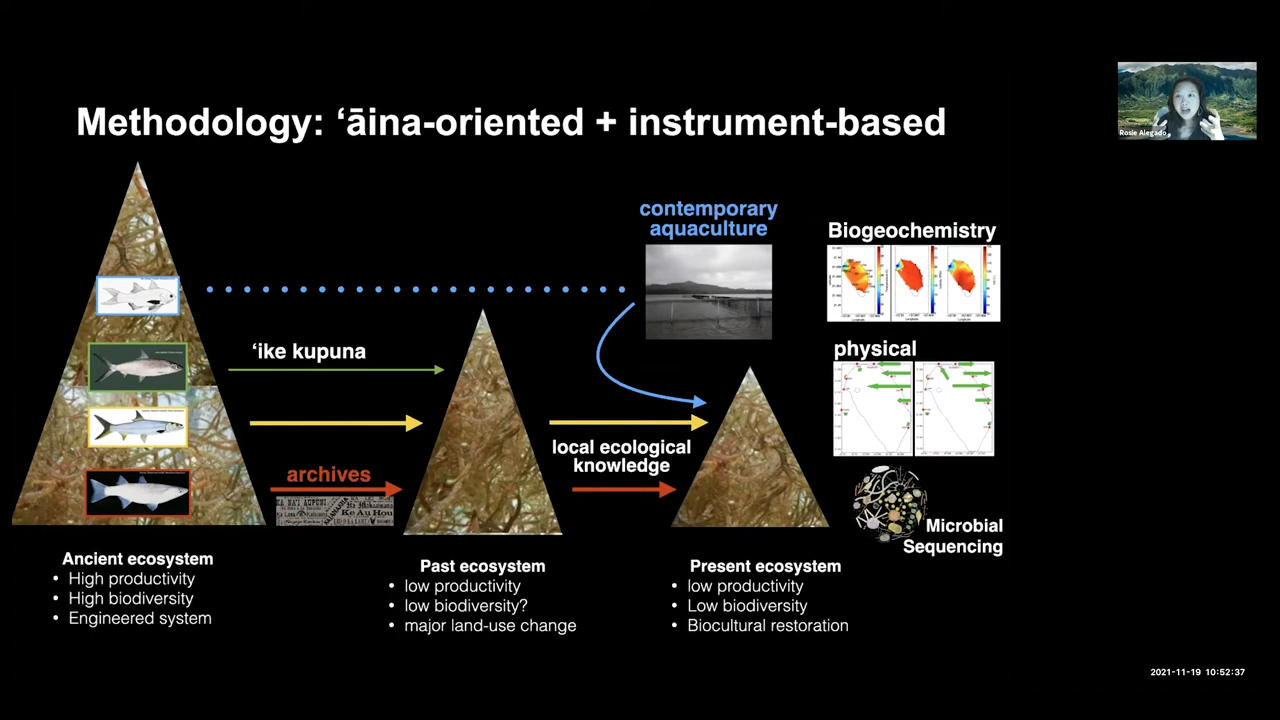 Methodology: ‘āina-oriented + instrument-based
Rosie Alegado
contemporary
aquaculture
Biogeochemistry
‘ike kupuna
physical
local ecological
knowledge
archives
Ke Au Hou
Microbial
Sequencing
Ancient ecosystem
• High productivity
• High biodiversity
• Engineered system
Past ecosystem
• low productivity
• low biodiversity?
• major land-use change
Present ecosystem
• low productivity
• Low biodiversity
• Biocultural restoration
2021-11-19 10:52:37